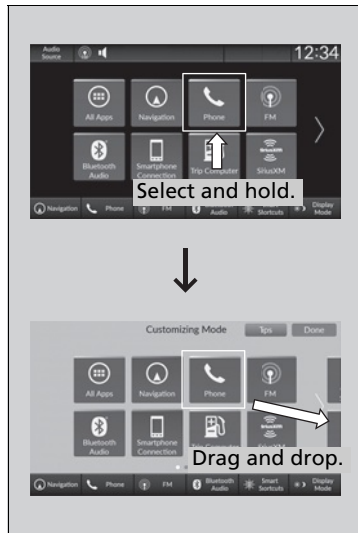 Audio Source
12:34
All Apps
Navigation
Phone
FM
Bluetooth Audio
Smartphone Connection
Trip Computer
SiriusXM
Select and hold.
Navigation
Phone
FM
Audio
Shortcuts
Display Mode
Customizing Mode
Tips
Done
All Apps
Navigation
Phone
FM
Bluetooth Audio
Smartphone Connection
Drag and drop.
Navigation
Phone
FM
Bluetooth Audio
Smart Shortcuts
Display Mode